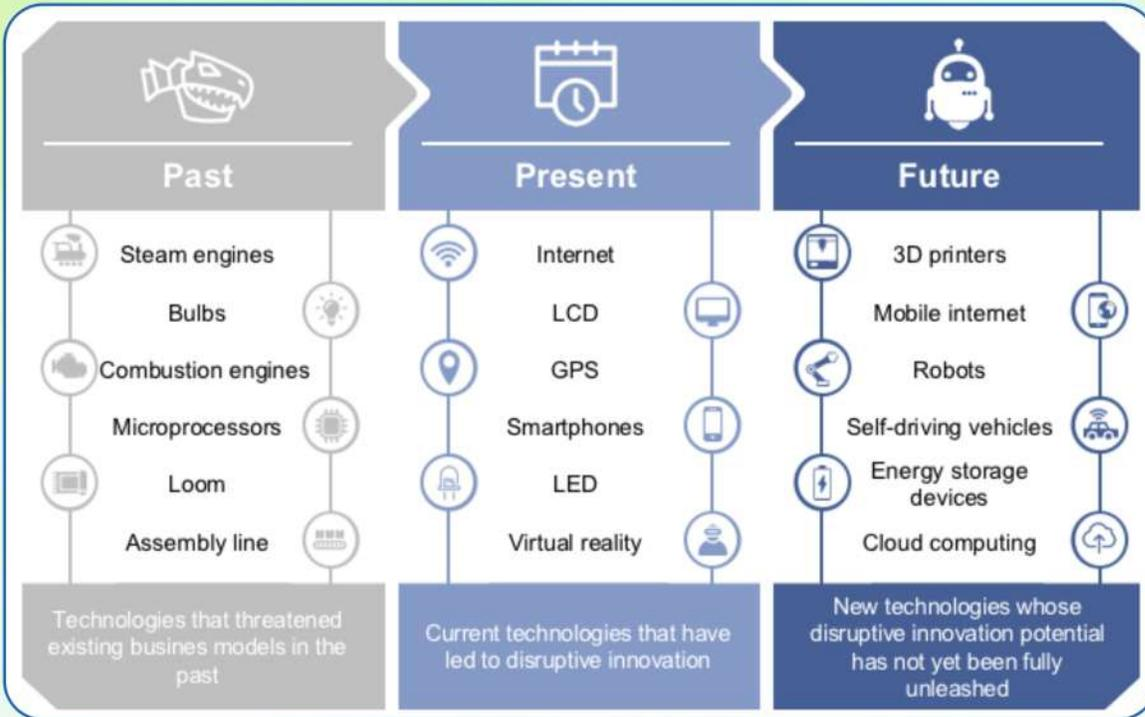 Past
Steam engines
Bulbs
Combustion engines
Microprocessors
Loom
Assembly line
Technologies that threatened
existing busines models in the
past
Present
Internet
LCD
GPS
Smartphones
LED
Virtual reality
Current technologies that have
led to disruptive innovation
Future
3D printers
Mobile internet
Robots
Self-driving vehicles
Energy storage
devices
Cloud computing
New technologies whose
disruptive innovation potential
has not yet been fully
unleashed